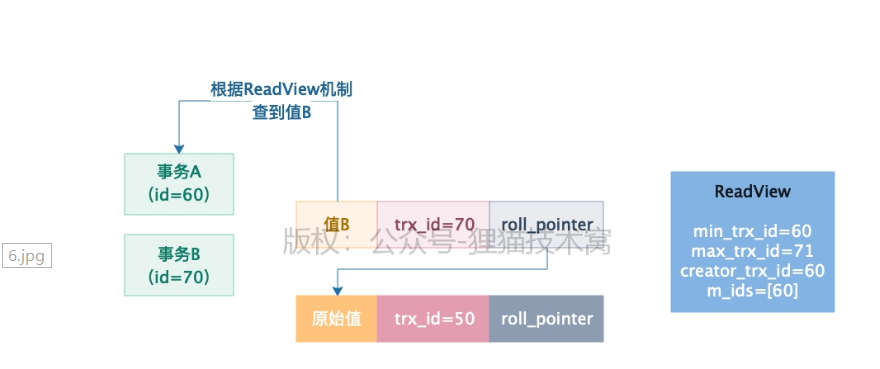 根据ReadView机制
查到值B
事务A
（id=60）
事务B
（id=70）
值B
trx_id=70
roll_pointer
版权：公众号-狸猫技术窝
原始值
trx_id=50
roll_pointer
ReadView
min_trx_id=60
max_trx_id=71
creator_trx_id=60
m_ids=[60]
6.jpg